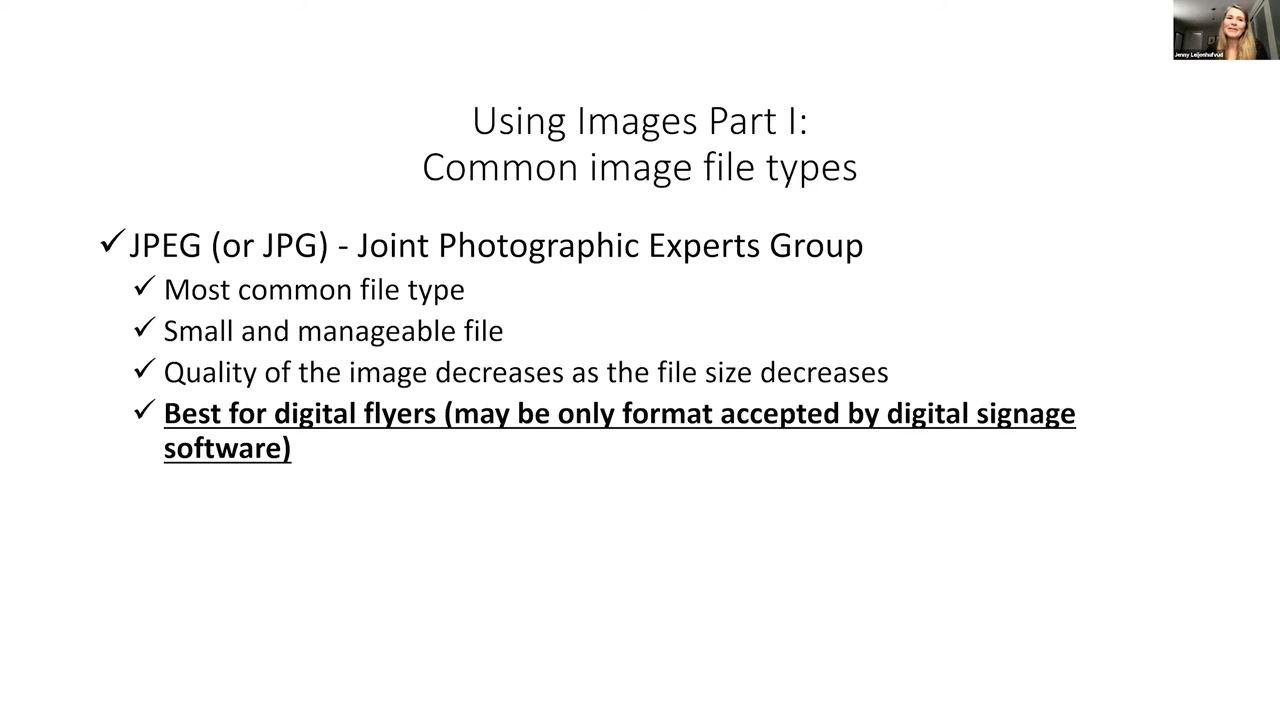 Jenny Leijonhufvud
Using Images Part I:
Common image file types
✓JPEG (or JPG) - Joint Photographic Experts Group
✓ Most common file type
✓ Small and manageable file
✓ Quality of the image decreases as the file size decreases
✓ Best for digital flyers (may be only format accepted by digital signage
software)